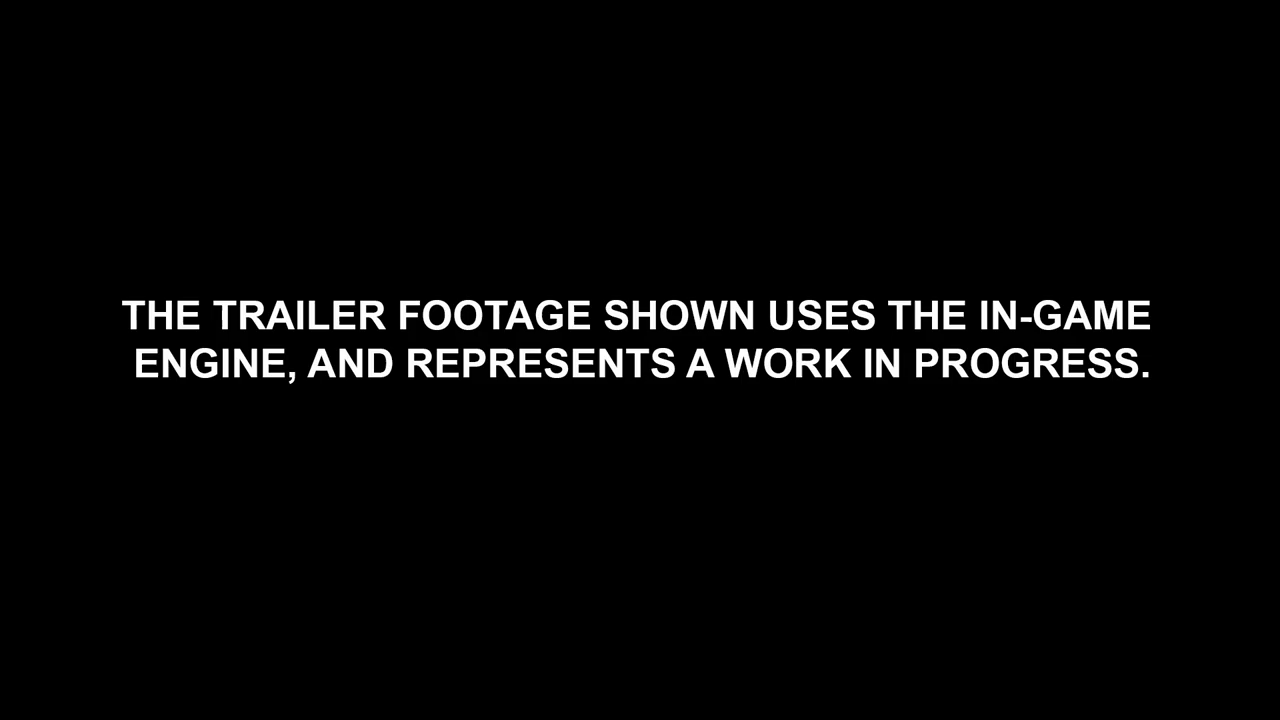 THE TRAILER FOOTAGE SHOWN USES THE IN-GAME
ENGINE, AND REPRESENTS A WORK IN PROGRESS.